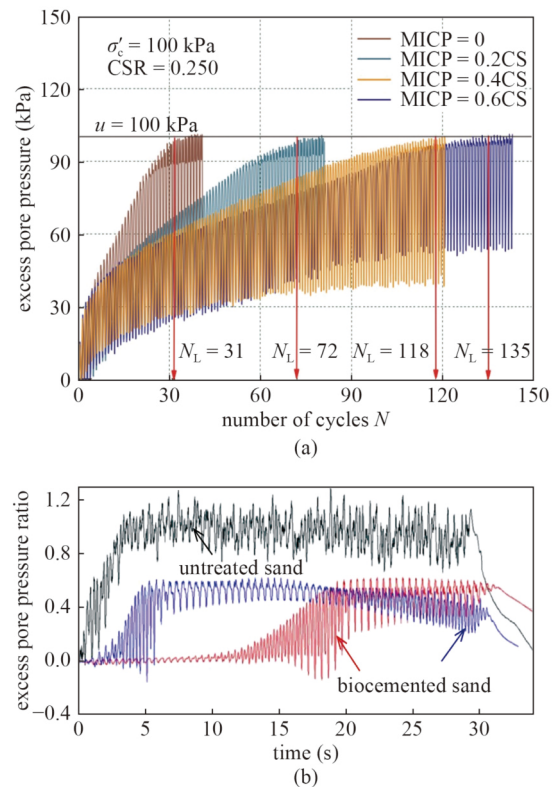 150
120
90
60
30
0
excess pore pressure (kPa)
σ′c = 100 kPa
CSR = 0.250
MICP = 0
MICP = 0.2CS
MICP = 0.4CS
MICP = 0.6CS
u = 100 kPa
NL = 31
NL = 72
NL = 118
NL = 135
0 30 60 90 120 150
number of cycles N
(a)
1.2
0.8
0.4
0.0
−0.4
excess pore pressure ratio
untreated sand
biocemented sand
0 5 10 15 20 25 30
time (s)
(b)